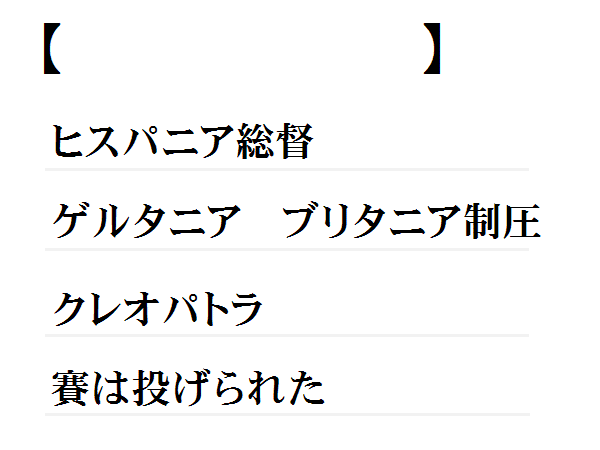 【　　　　　　　　　】
ヒスパニア総督
ゲルタニア　ブリタニア制圧
クレオパトラ
賽は投げられた